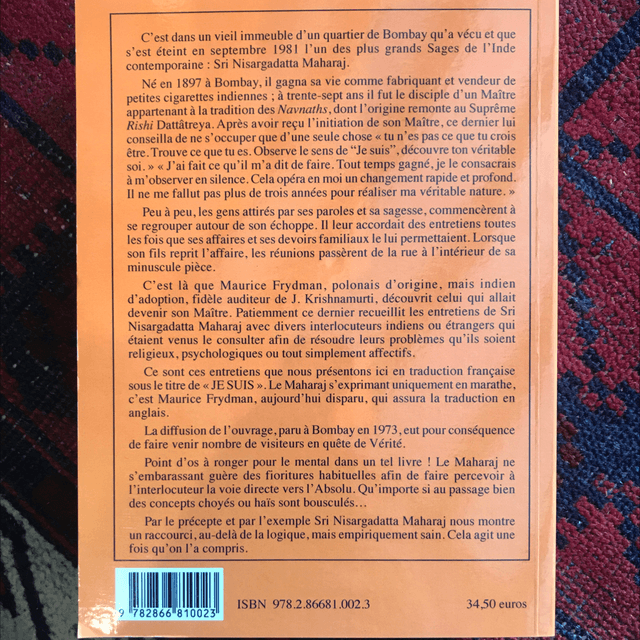 C'est dans un vieil immeuble d'un quartier de Bombay qu'a vécu et que
s'est éteint en septembre 1981 l'un des plus grands Sages de l'Inde
contemporaine : Sri Nisargadatta Maharaj.
Né en 1897 à Bombay, il gagna sa vie comme fabriquant et vendeur de
petites cigarettes indiennes ; à trente-sept ans il fut le disciple d'un Maître
appartenant à la tradition des Navnaths, dont l'origine remonte au Suprême
Rishi Dattâtreya. Après avoir reçu l'initiation de son Maître, ce dernier lui
conseilla de ne s'occuper que d'une seule chose « tu n'es pas ce que tu crois
être. Trouve ce que tu es. Observe le sens de "Je suis", découvre ton véritable
soi. » « J'ai fait ce qu'il m'a dit de faire. Tout temps gagné, je le consacrais
à m'observer en silence. Cela opéra en moi un changement rapide et profond.
Il ne me fallut pas plus de trois années pour réaliser ma véritable nature. »
Peu à peu, les gens attirés par ses paroles et sa sagesse, commencèrent à
se regrouper autour de son échoppe. Il leur accordait des entretiens toutes
les fois que ses affaires et ses devoirs familiaux le lui permettaient. Lorsque
son fils reprit l'affaire, les réunions passèrent de la rue à l'intérieur de sa
minuscule pièce.
C'est là que Maurice Frydman, polonais d'origine, mais indien
d'adoption, fidèle auditeur de J. Krishnamurti, découvrit celui qui allait
devenir son Maître. Patiemment ce dernier recueillit les entretiens de Sri
Nisargadatta Maharaj avec divers interlocuteurs indiens ou étrangers qui
étaient venus le consulter afin de résoudre leurs problèmes qu'ils soient
religieux, psychologiques ou tout simplement affectifs.
Ce sont ces entretiens que nous présentons ici en traduction française
sous le titre de « JE SUIS ». Le Maharaj s'exprimant uniquement en marathe,
c'est Maurice Frydman, aujourd'hui disparu, qui assura la traduction en
anglais.
La diffusion de l'ouvrage, paru à Bombay en 1973, eut pour conséquence
de faire venir nombre de visiteurs en quête de Vérité.
Point d'os à ronger pour le mental dans un tel livre ! Le Maharaj ne
s'embarassant guère des fioritures habituelles afin de faire percevoir à
l'interlocuteur la voie directe vers l'Absolu. Qu'importe si au passage bien
des concepts choyés ou haïs sont bousculés...
Par le précepte et par l'exemple Sri Nisargadatta Maharaj nous montre
un raccourci, au-delà de la logique, mais empiriquement sain. Cela agit une
fois qu'on l'a compris.
9 782866 810023
ISBN 978.2.86681.002.3
34,50 euros